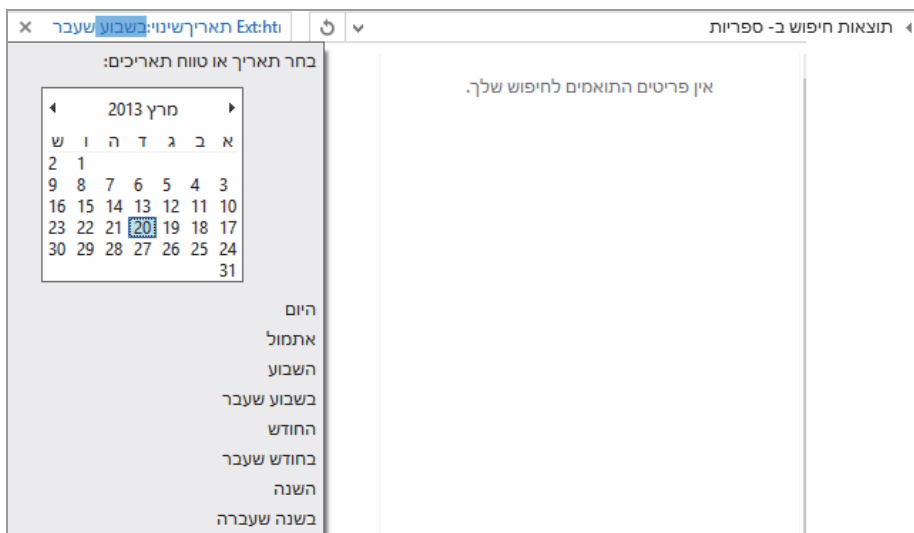 תוצאות חיפוש ב- ספריות
Ext:htı תאריךשינוי:בשבוע שעבר
אין פריטים התואמים לחיפוש שלך.
בחר תאריך או טווח תאריכים:
מרץ 2013
א ב ג ד ה ו ש
1 2
3 4 5 6 7 8 9
10 11 12 13 14 15 16
17 18 19 20 21 22 23
24 25 26 27 28 29 30
31
היום
אתמול
השבוע
בשבוע שעבר
החודש
בחודש שעבר
השנה
בשנה שעברה